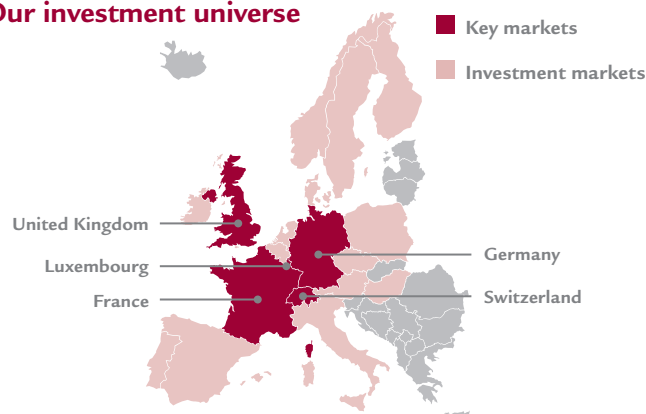 Our investment universe
Key markets
Investment markets
United Kingdom
Luxembourg
France
Germany
Switzerland